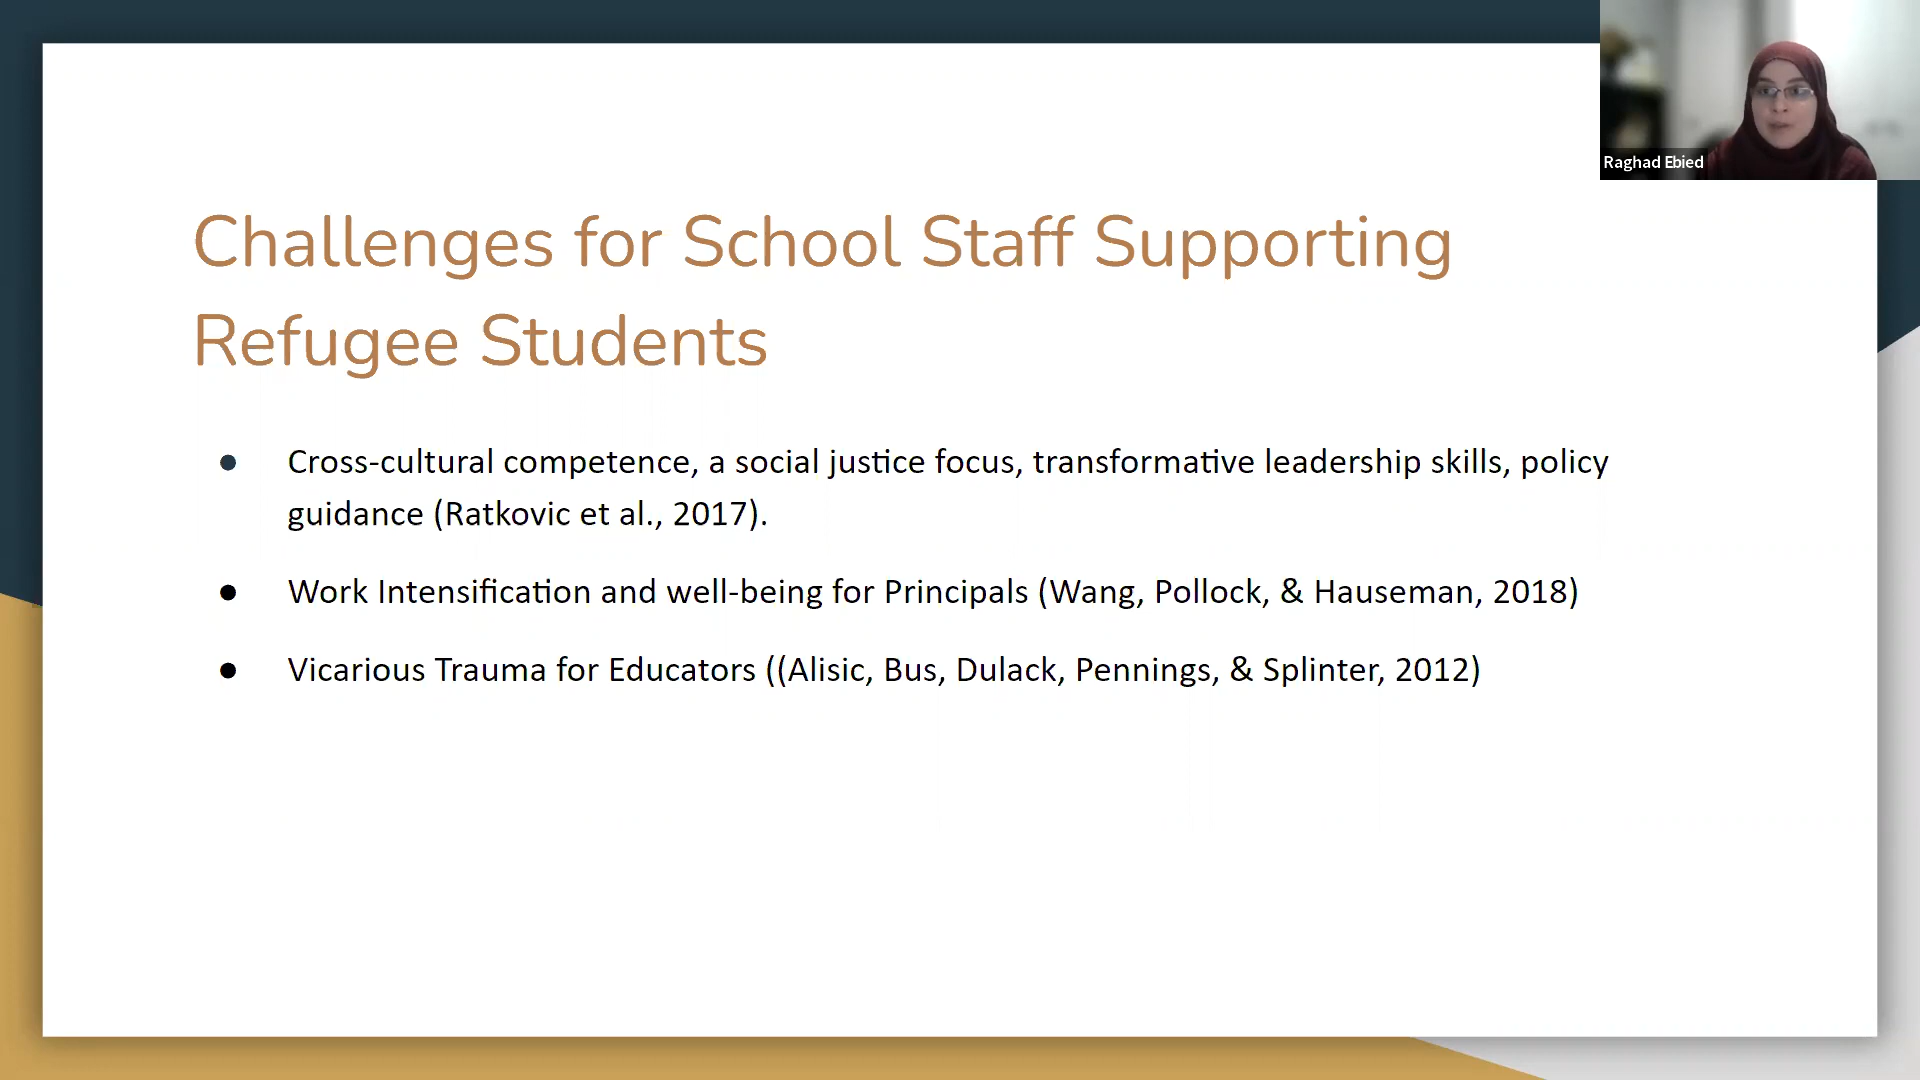 Raghad Ebied
Challenges for School Staff Supporting
Refugee Students
● Cross-cultural competence, a social justice focus, transformative leadership skills, policy
guidance (Ratkovic et al., 2017).
● Work Intensification and well-being for Principals (Wang, Pollock, & Hauseman, 2018)
● Vicarious Trauma for Educators ((Alisic, Bus, Dulack, Pennings, & Splinter, 2012)